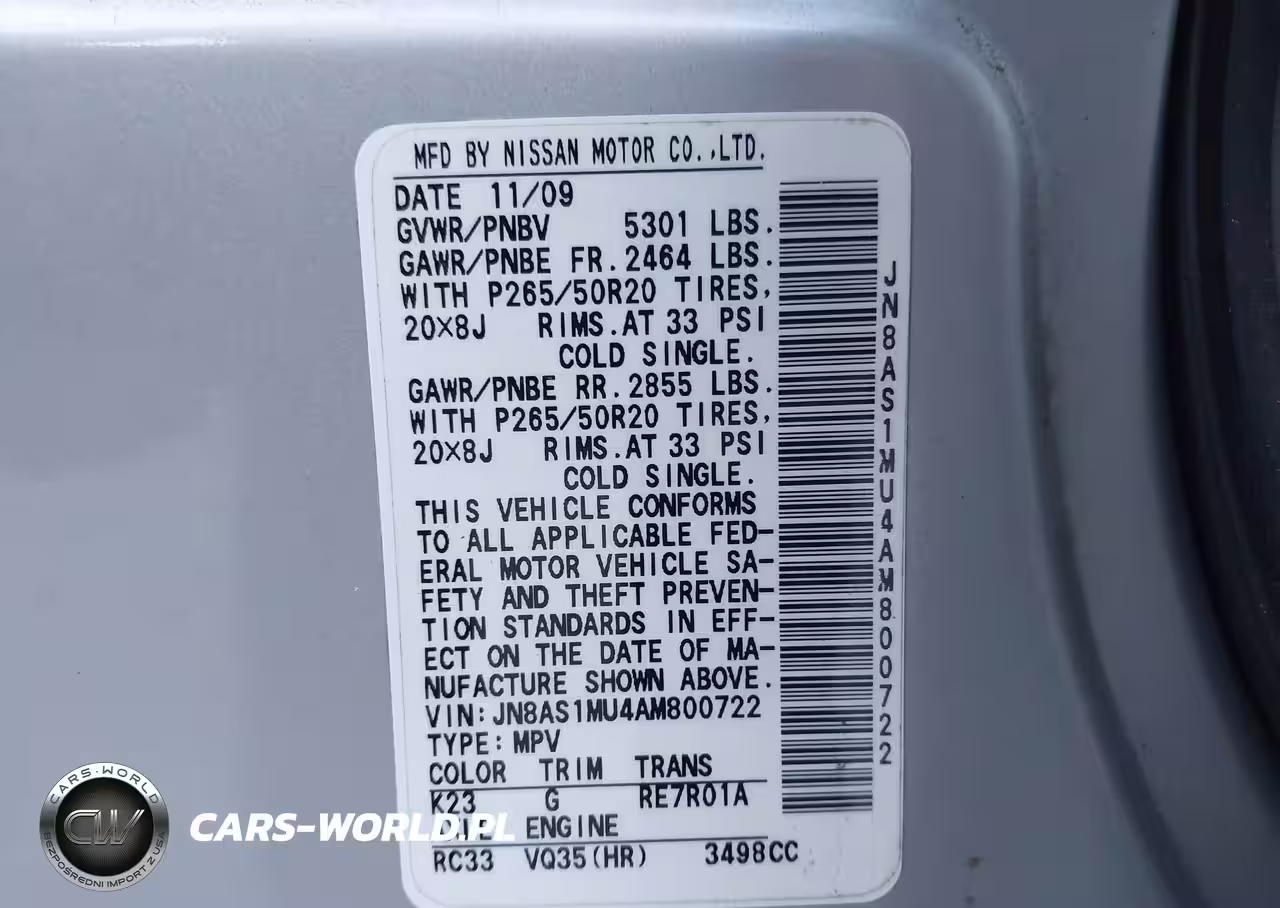 MFD BY NISSAN MOTOR CO.,LTD.
DATE 11/09
GVWR/PNBV 5301 LBS.
GAWR/PNBE FR.2464 LBS.
WITH P265/50R20 TIRES,
20×8J RIMS.AT 33 PSI
COLD SINGLE.
GAWR/PNBE RR.2855 LBS.
WITH P265/50R20 TIRES,
20×8J RIMS.AT 33 PSI
COLD SINGLE.
THIS VEHICLE CONFORMS
TO ALL APPLICABLE FED-
ERAL MOTOR VEHICLE SA-
FETY AND THEFT PREVEN-
TION STANDARDS IN EFF-
ECT ON THE DATE OF MA-
NUFACTURE SHOWN ABOVE.
VIN:JN8AS1MU4AM800722
TYPE:MPV
COLOR TRIM TRANS
K23 G RE7R01A
ENGINE
RC33 VQ35(HR) 3498CC
JN8AS1MU4AM800722
CARS-WORLD
CW
BEZPOŚREDNI IMPORT Z USA
CARS-WORLD.PL